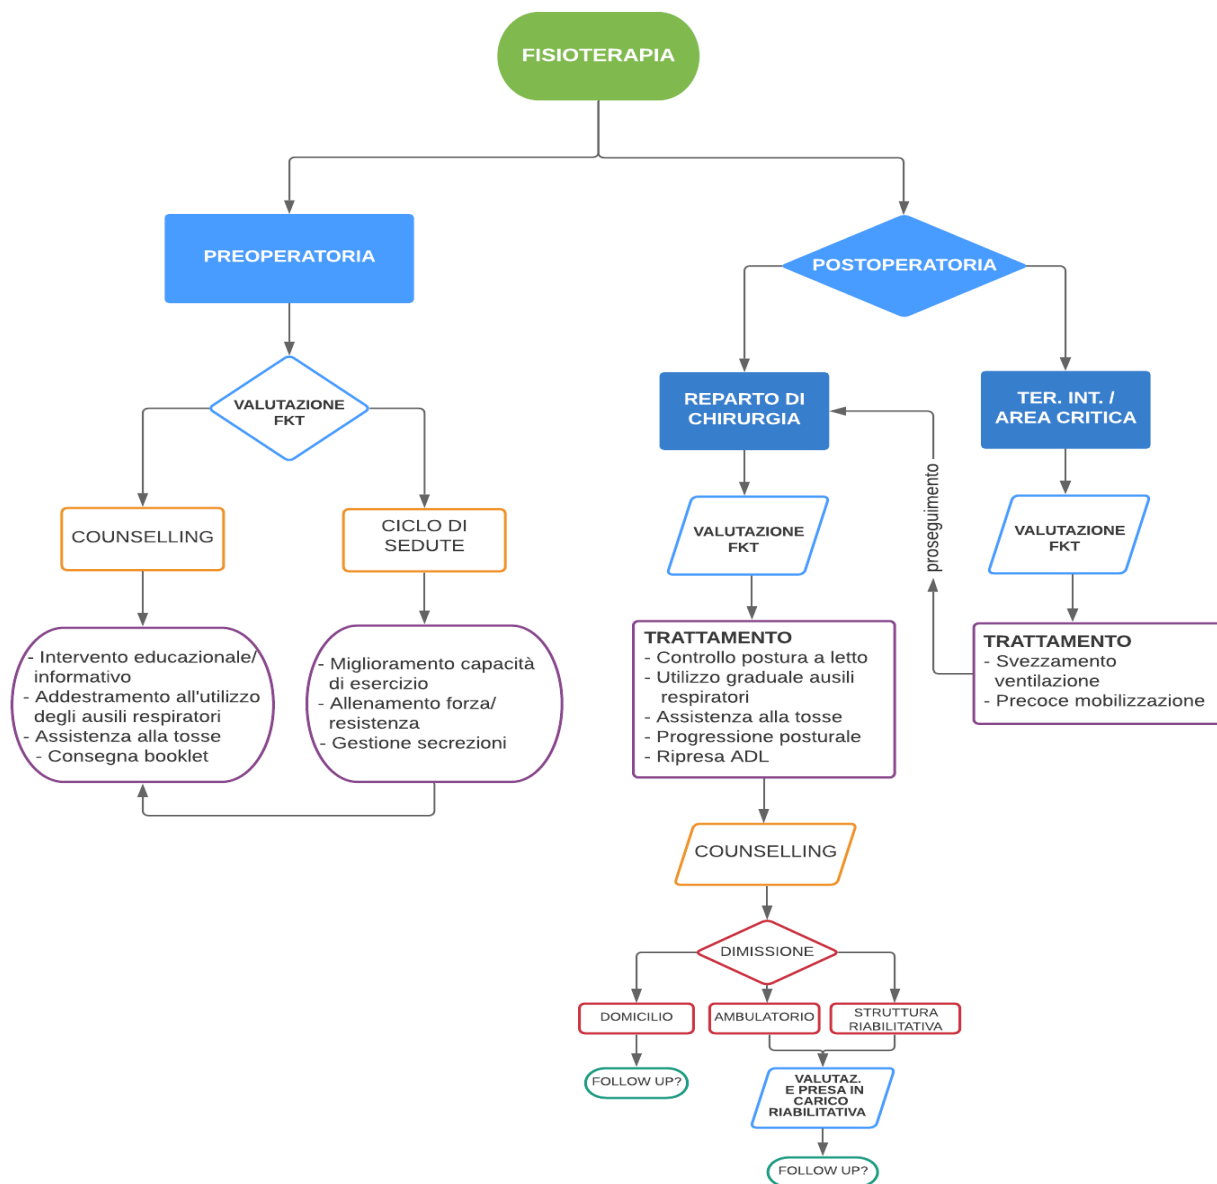 FISIOTERAPIA
PREOPERATORIA
POSTOPERATORIA
VALUTAZIONE
FKT
COUNSELLING
CICLO DI
SEDUTE
- Intervento educazionale/
informativo
- Addestramento all'utilizzo
degli ausili respiratori
- Assistenza alla tosse
- Consegna booklet
- Miglioramento capacità
di esercizio
- Allenamento forza/
resistenza
- Gestione secrezioni
REPARTO DI
CHIRURGIA
TER. INT. /
AREA CRITICA
VALUTAZIONE
FKT
proseguimento
VALUTAZIONE
FKT
TRATTAMENTO
- Controllo postura a letto
- Utilizzo graduale ausili
respiratori
- Assistenza alla tosse
- Progressione posturale
- Ripresa ADL
TRATTAMENTO
- Svezzamento
ventilazione
- Precoce mobilizzazione
COUNSELLING
DIMISSIONE
DOMICILIO
AMBULATORIO
STRUTTURA
RIABILITATIVA
FOLLOW UP?
VALUTAZ.
E PRESA IN
CARICO
RIABILITATIVA
FOLLOW UP?